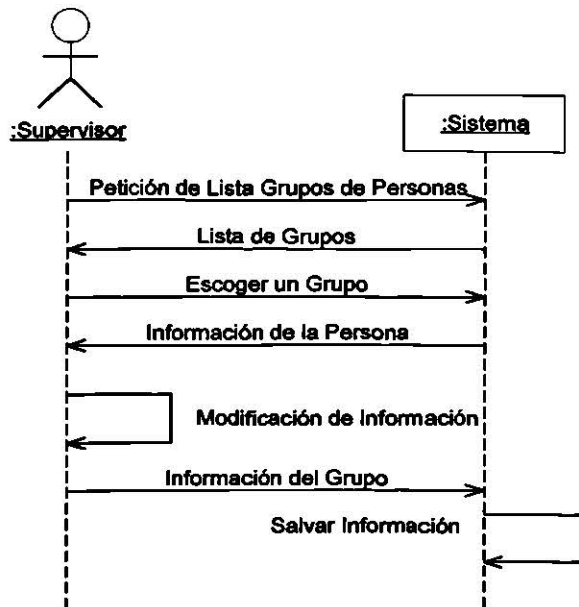 :Supervisor
:Sistema
Petición de Lista Grupos de Personas
Lista de Grupos
Escoger un Grupo
Información de la Persona
Modificación de Información
Información del Grupo
Salvar Información